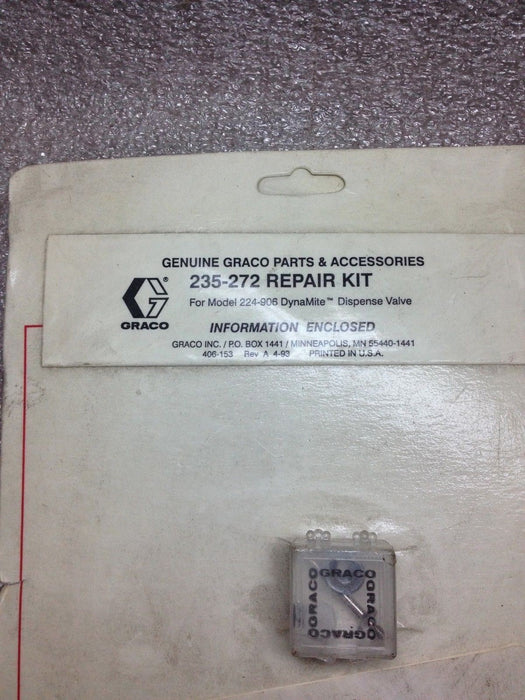 GENUINE GRACO PARTS & ACCESSORIES
235-272 REPAIR KIT
For Model 224-906 DynaMite™ Dispense Valve
GRACO®
INFORMATION ENCLOSED
GRACO INC. / P.O. BOX 1441 / MINNEAPOLIS, MN 55440-1441
406-153 Rev A 4-93 PRINTED IN U.S.A.
GRACO
GRACO
GRACO
GRACO